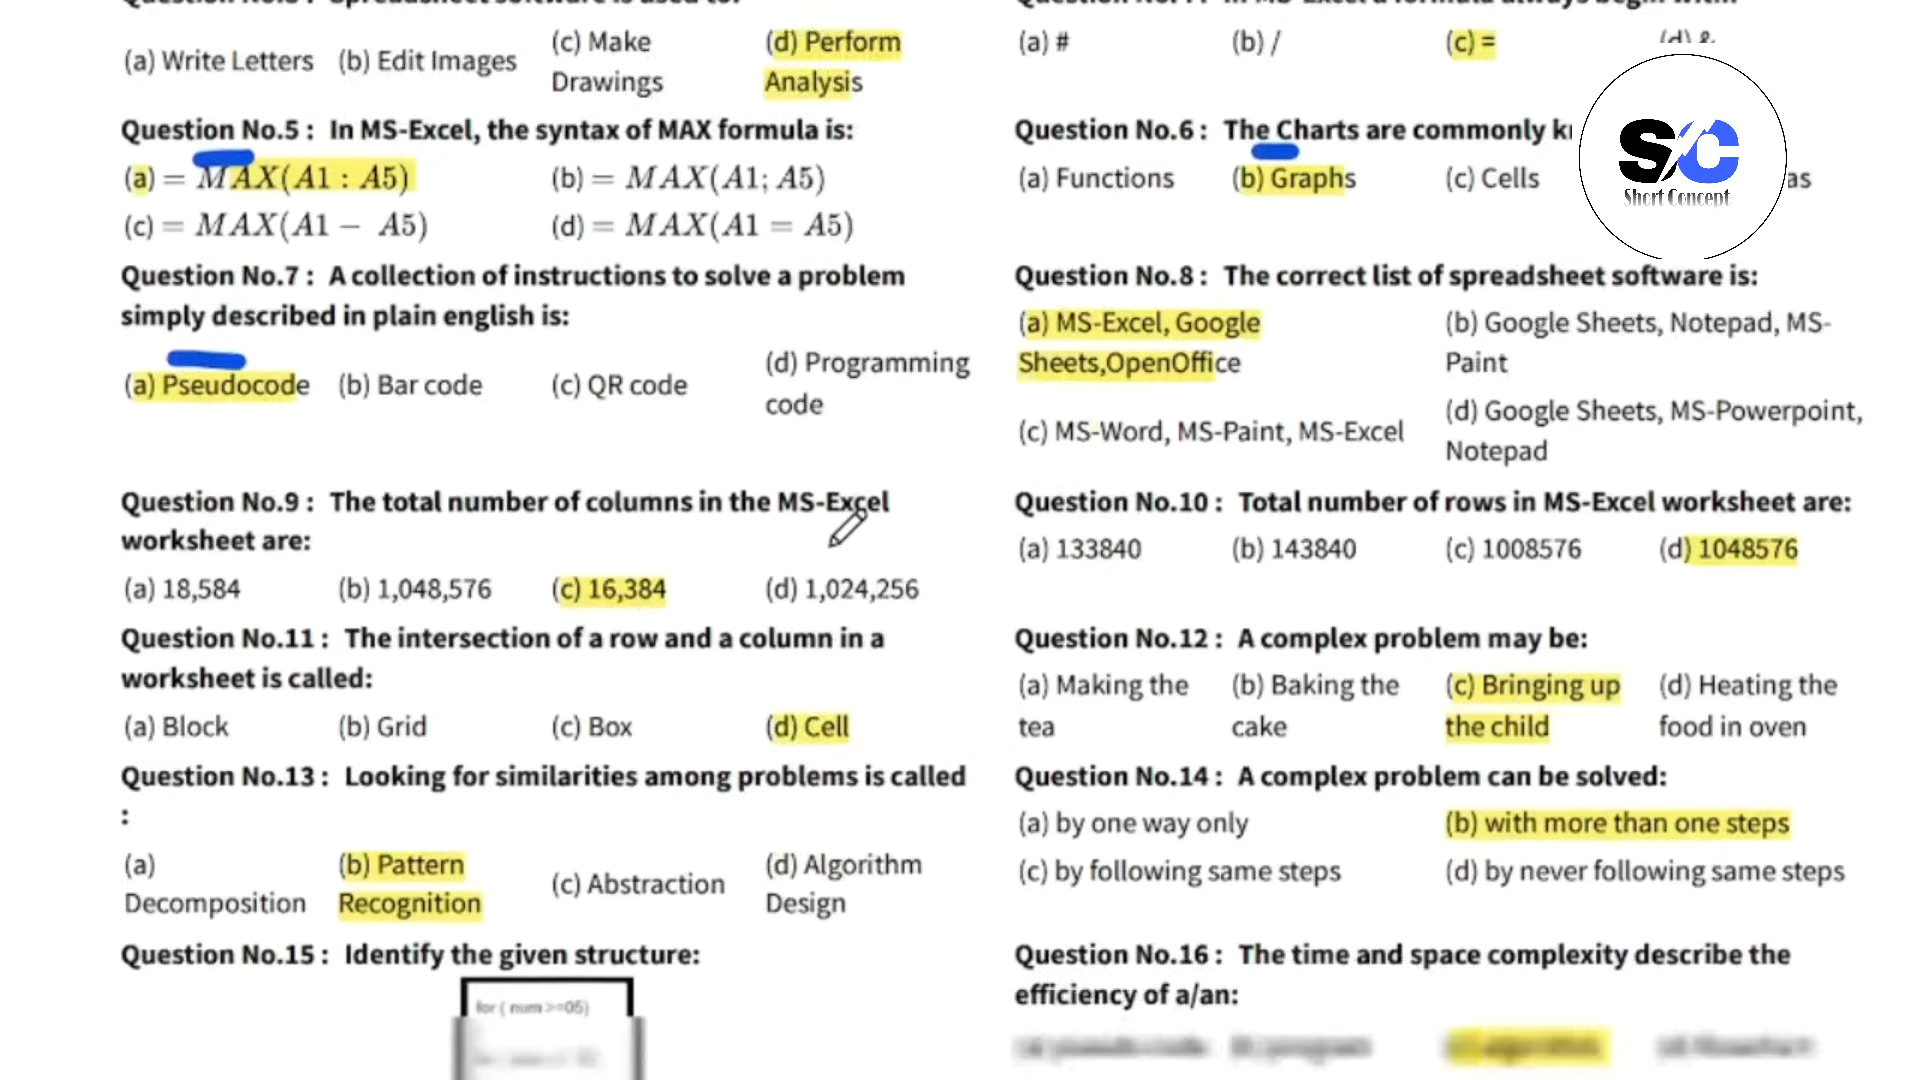 (a) Write Letters (b) Edit Images (c) Make Drawings (d) Perform Analysis
(a) # (b) / (c) =
Question No.5 : In MS-Excel, the syntax of MAX formula is:
(a) = MAX(A1 : A5) (b) = MAX(A1; A5)
(c) = MAX(A1 − A5) (d) = MAX(A1 = A5)
Question No.6 : The Charts are commonly
(a) Functions (b) Graphs (c) Cells
SC
Short Concept
Question No.7 : A collection of instructions to solve a problem
simply described in plain english is:
(a) Pseudocode (b) Bar code (c) QR code (d) Programming code
Question No.8 : The correct list of spreadsheet software is:
(a) MS-Excel, Google Sheets,OpenOffice
(b) Google Sheets, Notepad, MS-Paint
(c) MS-Word, MS-Paint, MS-Excel
(d) Google Sheets, MS-Powerpoint, Notepad
Question No.9 : The total number of columns in the MS-Excel
worksheet are:
(a) 18,584 (b) 1,048,576 (c) 16,384 (d) 1,024,256
Question No.10 : Total number of rows in MS-Excel worksheet are:
(a) 133840 (b) 143840 (c) 1008576 (d) 1048576
Question No.11 : The intersection of a row and a column in a
worksheet is called:
(a) Block (b) Grid (c) Box (d) Cell
Question No.12 : A complex problem may be:
(a) Making the tea (b) Baking the cake (c) Bringing up the child (d) Heating the food in oven
Question No.13 : Looking for similarities among problems is called
:
(a) Decomposition (b) Pattern Recognition (c) Abstraction (d) Algorithm Design
Question No.14 : A complex problem can be solved:
(a) by one way only (b) with more than one steps
(c) by following same steps (d) by never following same steps
Question No.15 : Identify the given structure:
for ( num >=05)
Question No.16 : The time and space complexity describe the
efficiency of a/an: